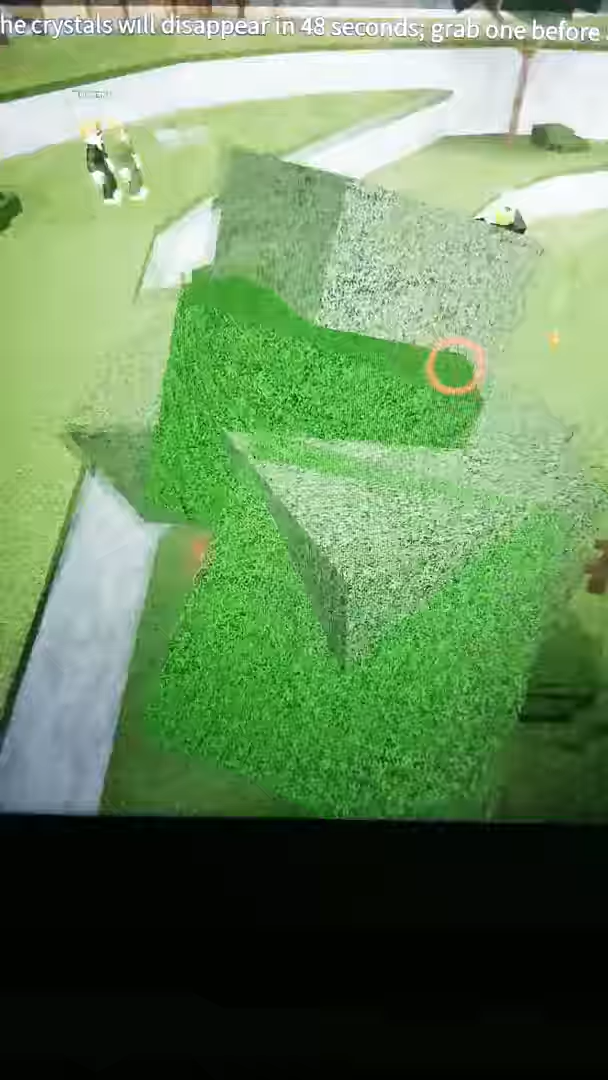 he crystals will disappear in 48 seconds; grab one before